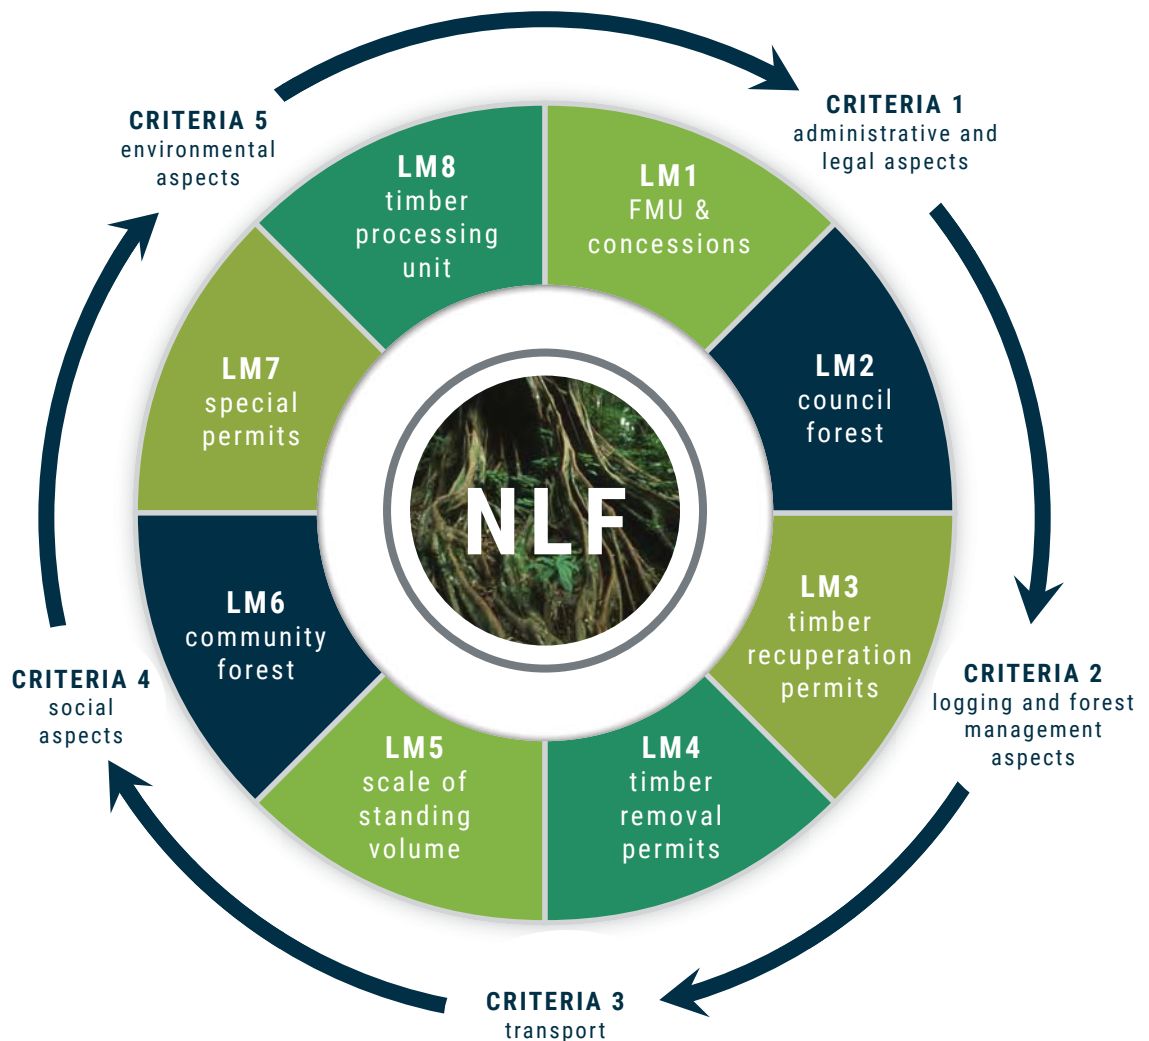 CRITERIA 5
environmental
aspects
CRITERIA 1
administrative and
legal aspects
LM8
timber
processing
unit
LM1
FMU &
concessions
LM7
special
permits
LM2
council
forest
NLF
LM6
community
forest
LM3
timber
recuperation
permits
LM5
scale of
standing
volume
LM4
timber
removal
permits
CRITERIA 4
social
aspects
CRITERIA 2
logging and forest
management
aspects
CRITERIA 3
transport